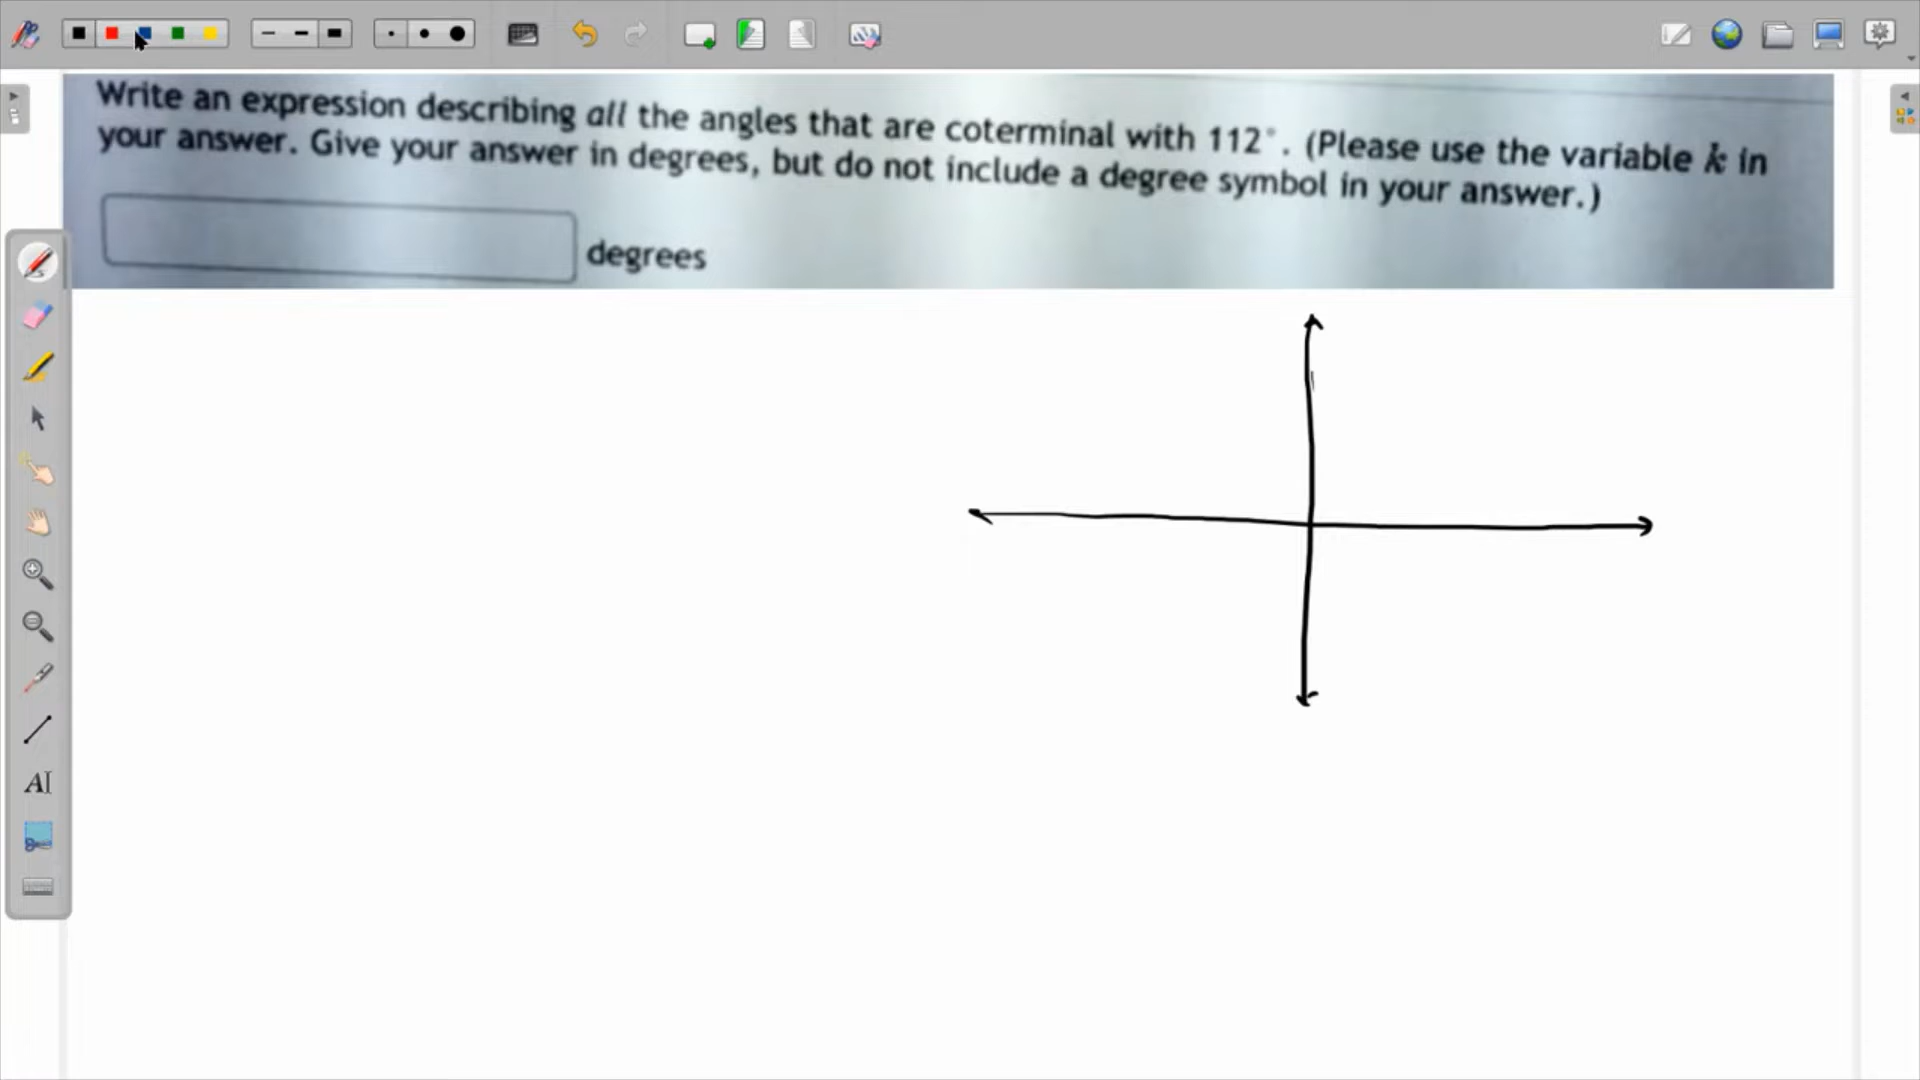 Write an expression describing all the angles that are coterminal with 112°. (Please use the variable k in
your answer. Give your answer in degrees, but do not include a degree symbol in your answer.)
degrees
AI